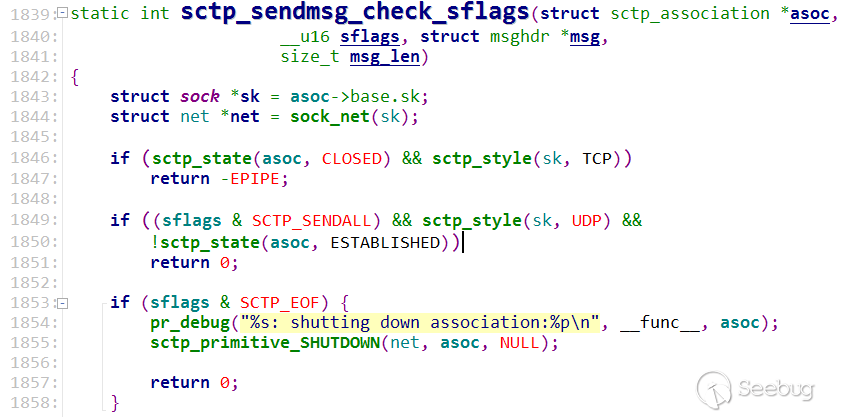 1839: static int sctp_sendmsg_check_sflags(struct sctp_association *asoc,
1840:                      __u16 sflags, struct msghdr *msg,
1841:                      size_t msg_len)
1842: {
1843:     struct sock *sk = asoc->base.sk;
1844:     struct net *net = sock_net(sk);
1845:
1846:     if (sctp_state(asoc, CLOSED) && sctp_style(sk, TCP))
1847:         return -EPIPE;
1848:
1849:     if ((sflags & SCTP_SENDALL) && sctp_style(sk, UDP) &&
1850:         !sctp_state(asoc, ESTABLISHED))
1851:         return 0;
1852:
1853:     if (sflags & SCTP_EOF) {
1854:         pr_debug("%s: shutting down association:%p\n", __func__, asoc);
1855:         sctp_primitive_SHUTDOWN(net, asoc, NULL);
1856:
1857:         return 0;
1858:     }
Seebug